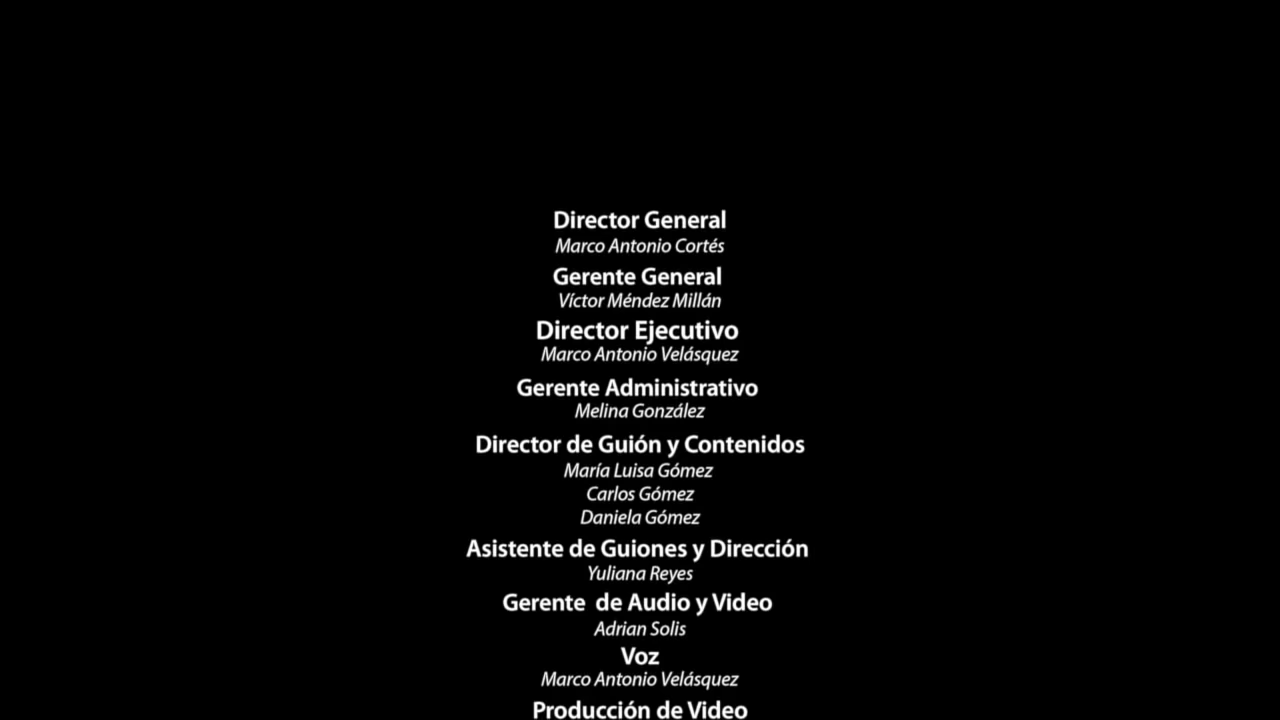 Director General
Marco Antonio Cortés
Gerente General
Víctor Méndez Millán
Director Ejecutivo
Marco Antonio Velásquez
Gerente Administrativo
Melina González
Director de Guión y Contenidos
María Luisa Gómez
Carlos Gómez
Daniela Gómez
Asistente de Guiones y Dirección
Yuliana Reyes
Gerente de Audio y Video
Adrian Solis
Voz
Marco Antonio Velásquez
Producción de Video